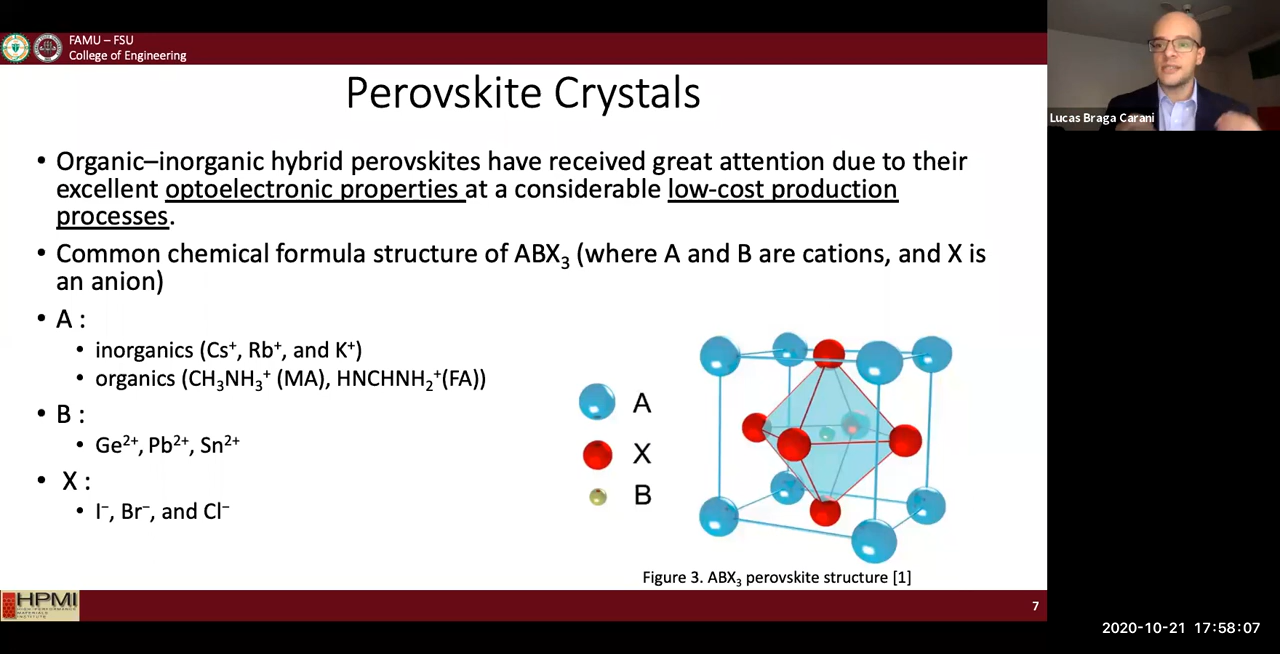 FAMU – FSU
College of Engineering
Perovskite Crystals
Lucas Braga Carani
• Organic–inorganic hybrid perovskites have received great attention due to their
excellent optoelectronic properties at a considerable low-cost production
processes.
• Common chemical formula structure of ABX₃ (where A and B are cations, and X is
an anion)
• A :
• inorganics (Cs⁺, Rb⁺, and K⁺)
• organics (CH₃NH₃⁺ (MA), HNCHNH₂⁺(FA))
• B :
• Ge²⁺, Pb²⁺, Sn²⁺
• X :
• I⁻, Br⁻, and Cl⁻
A
X
B
Figure 3. ABX₃ perovskite structure [1]
HPMI
7
2020-10-21 17:58:07